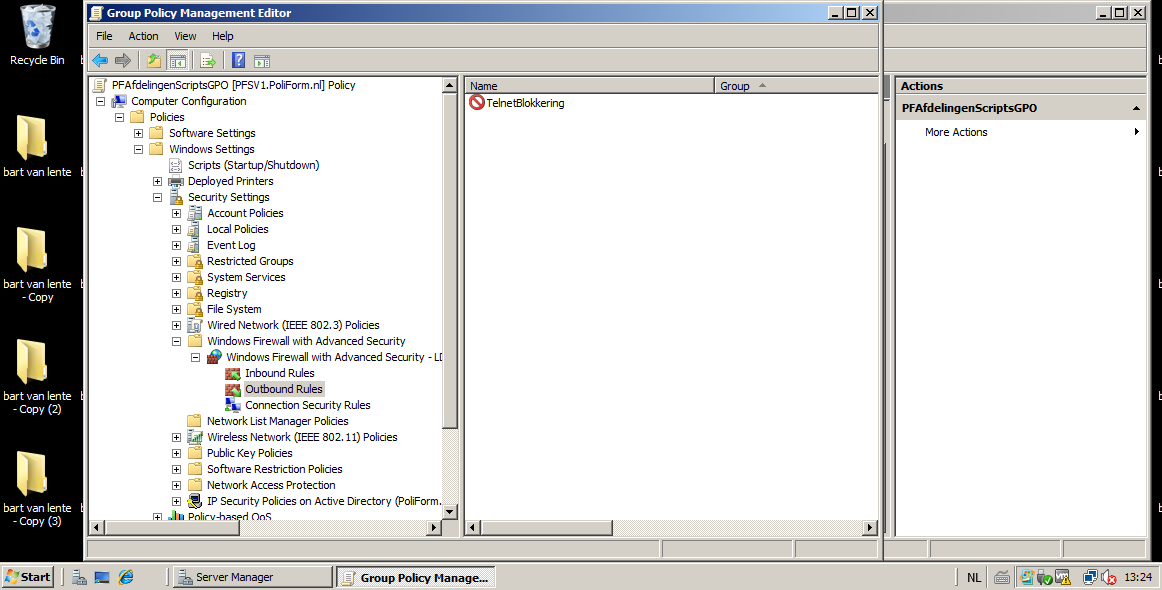 Recycle Bin
bart van lente
bart van lente
- Copy
bart van lente
- Copy (2)
bart van lente
- Copy (3)
Group Policy Management Editor
File Action View Help
PFAfdelingenScriptsGPO [PFSV1.PoliForm.nl] Policy
Computer Configuration
Policies
Software Settings
Windows Settings
Scripts (Startup/Shutdown)
Deployed Printers
Security Settings
Account Policies
Local Policies
Event Log
Restricted Groups
System Services
Registry
File System
Wired Network (IEEE 802.3) Policies
Windows Firewall with Advanced Security
Windows Firewall with Advanced Security - LD
Inbound Rules
Outbound Rules
Connection Security Rules
Network List Manager Policies
Wireless Network (IEEE 802.11) Policies
Public Key Policies
Software Restriction Policies
Network Access Protection
IP Security Policies on Active Directory (PoliForm.
Policy-based QoS
Name Group
TelnetBlokkering
Actions
PFAfdelingenScriptsGPO
More Actions
Start Server Manager Group Policy Manage... NL 13:24